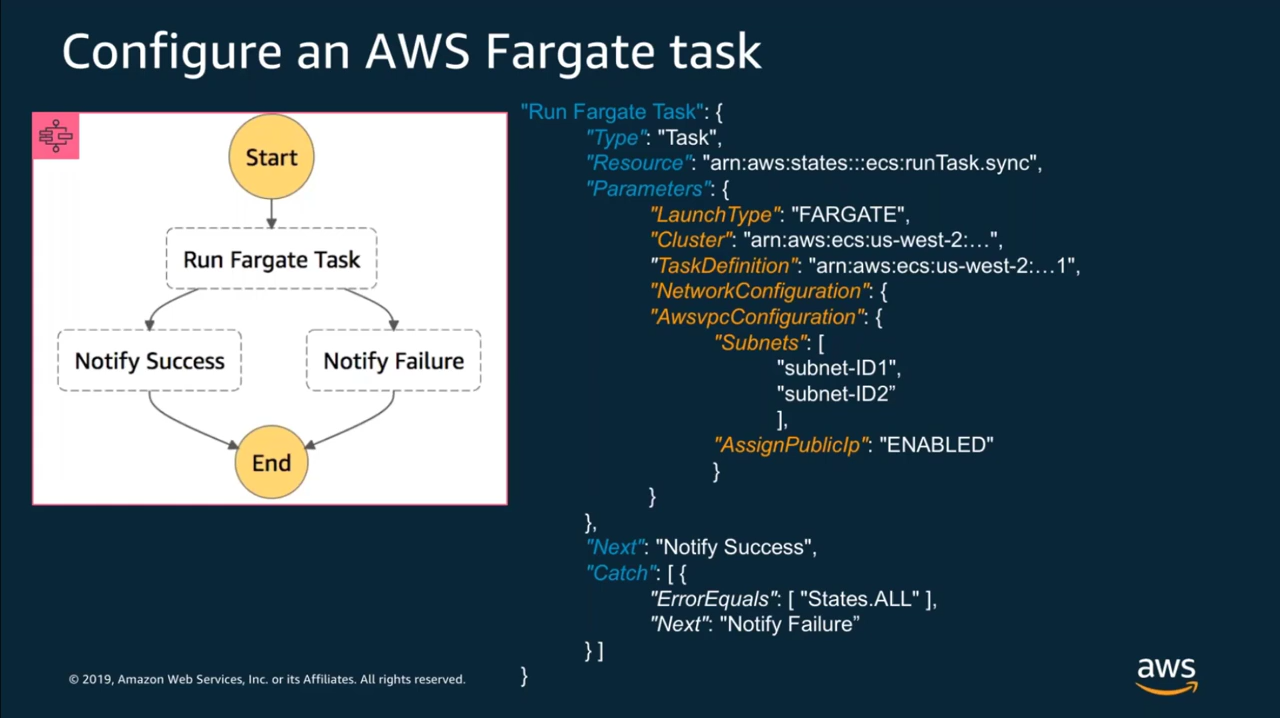 Configure an AWS Fargate task
Start
Run Fargate Task
Notify Success
Notify Failure
End
"Run Fargate Task": {
"Type": "Task",
"Resource": "arn:aws:states:::ecs:runTask.sync",
"Parameters": {
"LaunchType": "FARGATE",
"Cluster": "arn:aws:ecs:us-west-2:…",
"TaskDefinition": "arn:aws:ecs:us-west-2:…1",
"NetworkConfiguration": {
"AwsvpcConfiguration": {
"Subnets": [
"subnet-ID1",
"subnet-ID2”
],
"AssignPublicIp": "ENABLED"
}
}
},
"Next": "Notify Success",
"Catch": [ {
"ErrorEquals": [ "States.ALL" ],
"Next": "Notify Failure”
} ]
}
© 2019, Amazon Web Services, Inc. or its Affiliates. All rights reserved.
aws